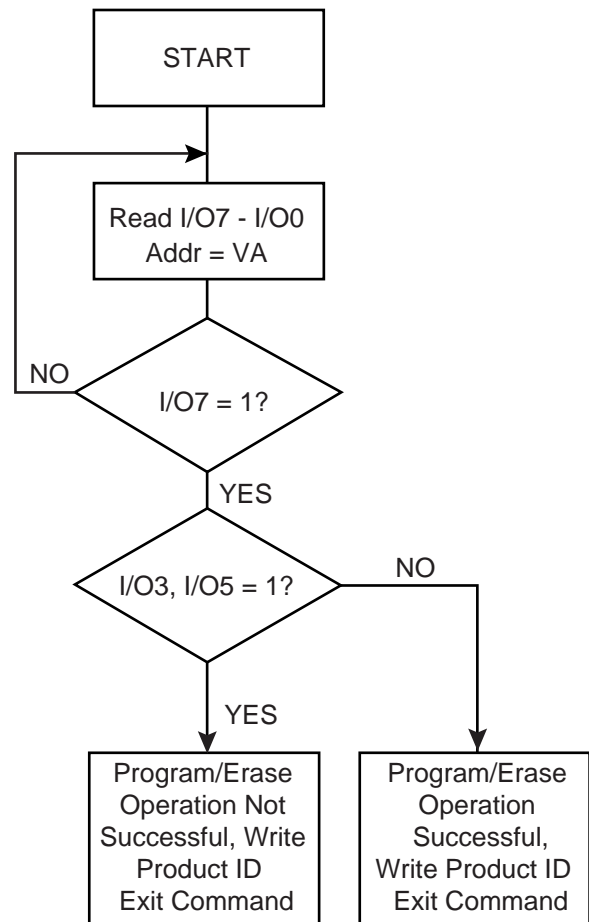 START
Read I/O7 - I/O0
Addr = VA
NO
I/O7 = 1?
YES
I/O3, I/O5 = 1?
NO
YES
Program/Erase
Operation Not
Successful, Write
Product ID
Exit Command
Program/Erase
Operation
Successful,
Write Product ID
Exit Command